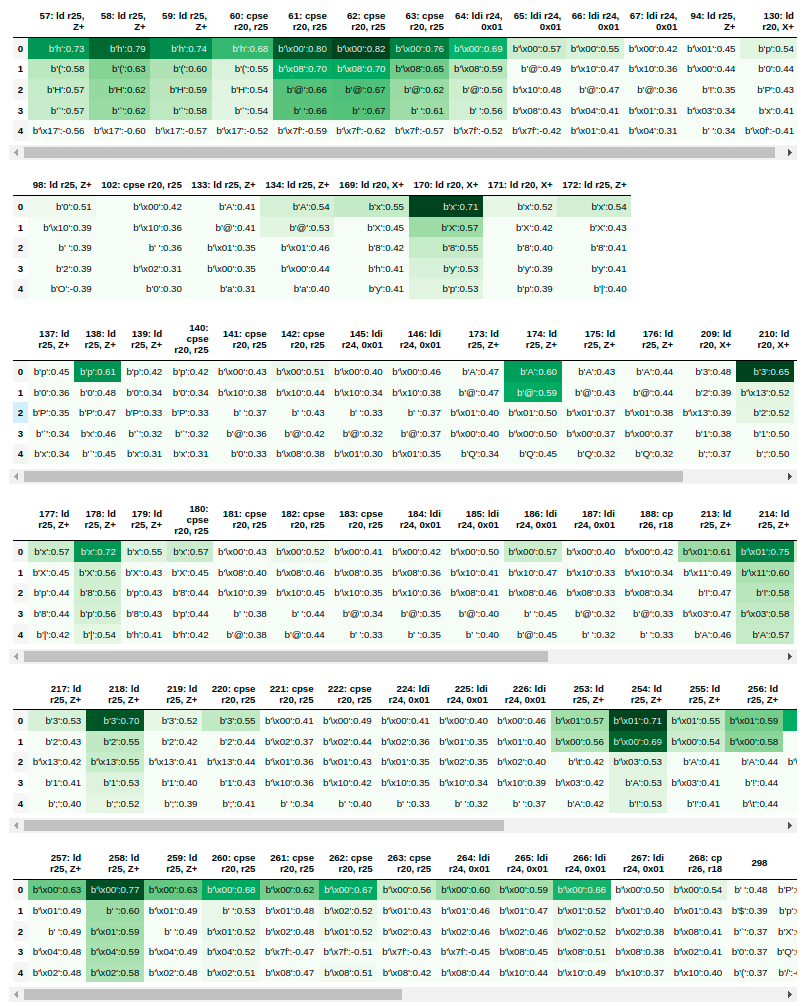 57: ld r25, 58: ld r25, 59: ld r25, 60: cpse 61: cpse 62: cpse 63: cpse 64: ldi r24, 65: ldi r24, 66: ldi r24, 67: ldi r24, 94: ld r25, 130: ld
Z+ Z+ Z+ r20, r25 r20, r25 r20, r25 r20, r25 0x01 0x01 0x01 0x01 Z+ r20, X+
0 b'h':0.73 b'h':0.79 b'h':0.74 b'h':0.68 b'\x00':0.80 b'\x00':0.82 b'\x00':0.76 b'\x00':0.69 b'\x00':0.57 b'\x00':0.55 b'\x00':0.42 b'\x01':0.45 b'p':0.54
1 b'(':0.58 b'(':0.63 b'(':0.60 b'(':0.55 b'\x08':0.70 b'\x08':0.70 b'\x08':0.65 b'\x08':0.59 b'@':0.49 b'\x10':0.47 b'\x10':0.36 b'\x00':0.44 b'0':0.44
2 b'H':0.57 b'H':0.62 b'H':0.59 b'H':0.54 b'@':0.66 b'@':0.67 b'@':0.62 b'@':0.56 b'\x10':0.48 b'@':0.47 b'@':0.36 b'!':0.35 b'P':0.43
3 b'`':0.57 b'`':0.62 b'`':0.58 b'`':0.54 b' ':0.66 b' ':0.67 b' ':0.61 b' ':0.56 b'\x08':0.43 b'\x04':0.41 b'\x01':0.31 b'\x03':0.34 b'x':0.41
4 b'\x17':-0.56 b'\x17':-0.60 b'\x17':-0.57 b'\x17':-0.52 b'\x7f':-0.59 b'\x7f':-0.62 b'\x7f':-0.57 b'\x7f':-0.52 b'\x7f':-0.42 b'\x01':0.41 b'\x04':0.31 b' ':0.34 b'\x0f':-0.41
98: ld r25, Z+ 102: cpse r20, r25 133: ld r25, Z+ 134: ld r25, Z+ 169: ld r20, X+ 170: ld r20, X+ 171: ld r20, X+ 172: ld r25, Z+
0 b'0':0.51 b'\x00':0.42 b'A':0.41 b'A':0.54 b'x':0.55 b'x':0.71 b'x':0.52 b'x':0.54
1 b'\x10':0.39 b'\x10':0.36 b'@':0.41 b'@':0.53 b'X':0.45 b'X':0.57 b'X':0.42 b'X':0.43
2 b' ':0.39 b' ':0.36 b'\x01':0.35 b'\x01':0.46 b'8':0.42 b'8':0.55 b'8':0.40 b'8':0.41
3 b'2':0.39 b'\x02':0.31 b'\x00':0.35 b'\x00':0.44 b'h':0.41 b'y':0.53 b'y':0.39 b'y':0.41
4 b'O':-0.39 b'0':0.30 b'a':0.31 b'a':0.40 b'y':0.41 b'p':0.53 b'p':0.39 b'|':0.40
137: ld 138: ld 139: ld 140: cpse 141: cpse 142: cpse 145: ldi 146: ldi 173: ld 174: ld 175: ld 176: ld 209: ld 210: ld
r25, Z+ r25, Z+ r25, Z+ r20, r25 r20, r25 r20, r25 r24, 0x01 r24, 0x01 r25, Z+ r25, Z+ r25, Z+ r25, Z+ r20, X+ r20, X+
0 b'p':0.45 b'p':0.61 b'p':0.42 b'p':0.42 b'\x00':0.43 b'\x00':0.51 b'\x00':0.40 b'\x00':0.46 b'A':0.47 b'A':0.60 b'A':0.43 b'A':0.44 b'3':0.48 b'3':0.65
1 b'0':0.36 b'0':0.48 b'0':0.34 b'0':0.34 b'\x10':0.38 b'\x10':0.44 b'\x10':0.34 b'\x10':0.38 b'@':0.47 b'@':0.59 b'@':0.43 b'@':0.44 b'2':0.39 b'\x13':0.52
2 b'P':0.35 b'P':0.47 b'P':0.33 b'P':0.33 b' ':0.37 b' ':0.43 b' ':0.33 b' ':0.37 b'\x01':0.40 b'\x01':0.50 b'\x01':0.37 b'\x01':0.38 b'\x13':0.39 b'2':0.52
3 b'`':0.34 b'x':0.46 b'`':0.32 b'`':0.32 b'@':0.36 b'@':0.42 b'@':0.32 b'@':0.37 b'\x00':0.40 b'\x00':0.50 b'\x00':0.37 b'\x00':0.37 b'1':0.38 b'1':0.50
4 b'x':0.34 b'`':0.45 b'x':0.31 b'x':0.31 b'0':0.33 b'\x08':0.38 b'\x01':0.30 b'\x01':0.35 b'Q':0.34 b'Q':0.45 b'Q':0.32 b'Q':0.32 b';':0.37 b';':0.50
177: ld 178: ld 179: ld 180: cpse 181: cpse 182: cpse 183: cpse 184: ldi 185: ldi 186: ldi 187: ldi 188: cp 213: ld 214: ld
r25, Z+ r25, Z+ r25, Z+ r20, r25 r20, r25 r20, r25 r20, r25 r24, 0x01 r24, 0x01 r24, 0x01 r24, 0x01 r26, r18 r25, Z+ r25, Z+
0 b'x':0.57 b'x':0.72 b'x':0.55 b'x':0.57 b'\x00':0.43 b'\x00':0.52 b'\x00':0.41 b'\x00':0.42 b'\x00':0.50 b'\x00':0.57 b'\x00':0.40 b'\x00':0.42 b'\x01':0.61 b'\x01':0.75
1 b'X':0.45 b'X':0.56 b'X':0.43 b'X':0.45 b'\x08':0.40 b'\x08':0.46 b'\x08':0.35 b'\x08':0.36 b'\x10':0.41 b'\x10':0.47 b'\x10':0.33 b'\x10':0.34 b'\x11':0.49 b'\x11':0.60
2 b'p':0.44 b'8':0.56 b'p':0.43 b'8':0.44 b'\x10':0.39 b'\x10':0.45 b'\x10':0.35 b'\x10':0.36 b'\x08':0.41 b'\x08':0.46 b'\x08':0.33 b'\x08':0.34 b'!':0.47 b'!':0.58
3 b'8':0.44 b'p':0.56 b'8':0.43 b'p':0.44 b' ':0.38 b' ':0.44 b'@':0.34 b'@':0.35 b'@':0.40 b' ':0.45 b'@':0.32 b'@':0.33 b'\x03':0.47 b'\x03':0.58
4 b'|':0.42 b'|':0.54 b'h':0.41 b'h':0.42 b'@':0.38 b'@':0.44 b' ':0.33 b' ':0.35 b' ':0.40 b'@':0.45 b' ':0.32 b' ':0.33 b'A':0.46 b'A':0.57
217: ld 218: ld 219: ld 220: cpse 221: cpse 222: cpse 224: ldi 225: ldi 226: ldi 253: ld 254: ld 255: ld 256: ld
r25, Z+ r25, Z+ r25, Z+ r20, r25 r20, r25 r20, r25 r24, 0x01 r24, 0x01 r24, 0x01 r25, Z+ r25, Z+ r25, Z+ r25, Z+
0 b'3':0.53 b'3':0.70 b'3':0.52 b'3':0.55 b'\x00':0.41 b'\x00':0.49 b'\x00':0.41 b'\x00':0.40 b'\x00':0.46 b'\x01':0.57 b'\x01':0.71 b'\x01':0.55 b'\x01':0.59
1 b'2':0.43 b'2':0.55 b'2':0.42 b'2':0.44 b'\x02':0.37 b'\x02':0.44 b'\x02':0.36 b'\x01':0.35 b'\x01':0.40 b'\x00':0.56 b'\x00':0.69 b'\x00':0.54 b'\x00':0.58
2 b'\x13':0.42 b'\x13':0.55 b'\x13':0.41 b'\x13':0.44 b'\x01':0.36 b'\x01':0.43 b'\x01':0.35 b'\x02':0.35 b'\x02':0.40 b'\t':0.42 b'\x03':0.53 b'A':0.41 b'A':0.44
3 b'1':0.41 b'1':0.53 b'1':0.40 b'1':0.43 b'\x10':0.36 b'\x10':0.42 b'\x10':0.35 b'\x10':0.34 b'\x10':0.39 b'\x03':0.42 b'A':0.53 b'\x03':0.41 b'!':0.44
4 b';':0.40 b';':0.52 b';':0.39 b';':0.41 b' ':0.34 b' ':0.40 b' ':0.33 b' ':0.32 b' ':0.37 b'A':0.42 b'!':0.53 b'!':0.41 b'\t':0.44
257: ld 258: ld 259: ld 260: cpse 261: cpse 262: cpse 263: cpse 264: ldi 265: ldi 266: ldi 267: ldi 268: cp 298
r25, Z+ r25, Z+ r25, Z+ r20, r25 r20, r25 r20, r25 r20, r25 r24, 0x01 r24, 0x01 r24, 0x01 r24, 0x01 r26, r18
0 b'\x00':0.63 b'\x00':0.77 b'\x00':0.63 b'\x00':0.68 b'\x00':0.62 b'\x00':0.67 b'\x00':0.56 b'\x00':0.60 b'\x00':0.59 b'\x00':0.66 b'\x00':0.50 b'\x00':0.54 b' ':0.48
1 b'\x01':0.49 b' ':0.60 b'\x01':0.49 b' ':0.53 b'\x01':0.48 b'\x02':0.52 b'\x01':0.43 b'\x01':0.46 b'\x01':0.47 b'\x01':0.52 b'\x01':0.40 b'\x01':0.43 b'$':0.39
2 b' ':0.49 b'\x01':0.59 b' ':0.49 b'\x01':0.52 b'\x02':0.48 b'\x01':0.52 b'\x02':0.43 b'\x02':0.46 b'\x02':0.46 b'\x02':0.52 b'\x02':0.38 b'\x08':0.41 b'`':0.37
3 b'\x04':0.48 b'\x04':0.59 b'\x04':0.49 b'\x04':0.52 b'\x7f':-0.47 b'\x7f':-0.51 b'\x7f':-0.43 b'\x7f':-0.45 b'\x08':0.45 b'\x08':0.51 b'\x08':0.38 b'\x02':0.41 b'0':0.37
4 b'\x02':0.48 b'\x02':0.58 b'\x02':0.48 b'\x02':0.51 b'\x08':0.47 b'\x08':0.51 b'\x08':0.42 b'\x08':0.44 b'\x10':0.44 b'\x10':0.49 b'\x10':0.37 b'\x10':0.40 b'(':0.37